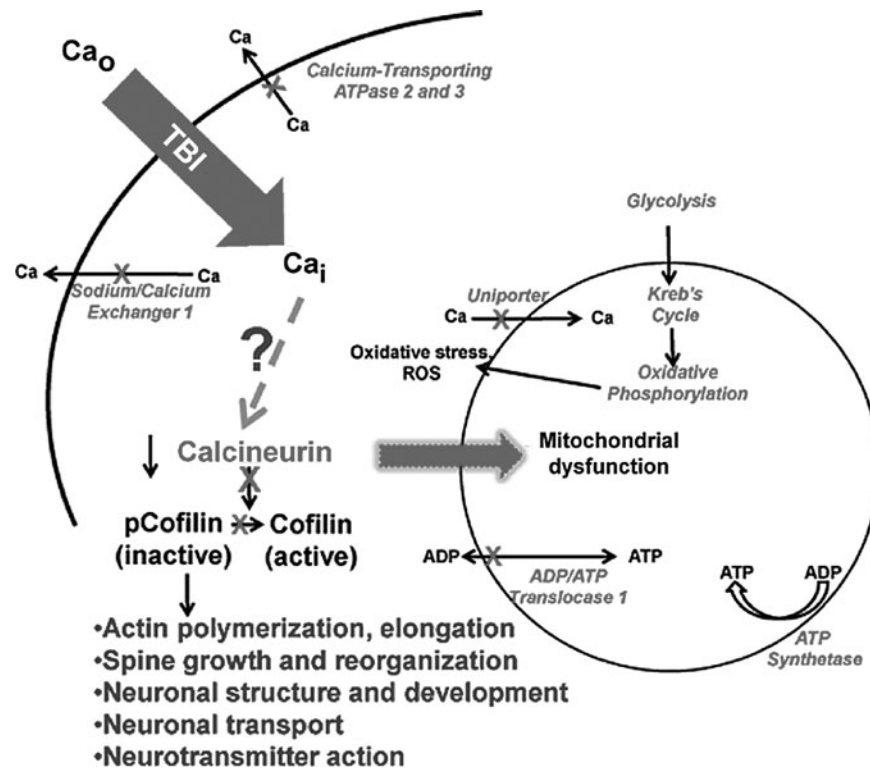 Ca
Ca₀
Calcium-Transporting
ATPase 2 and 3
Ca
TBI
Glycolysis
Ca
Ca
Caᵢ
Sodium/Calcium
Exchanger 1
Uniporter
Ca
Ca
Kreb's
Cycle
?
Oxidative stress,
ROS
Oxidative
Phosphorylation
Calcineurin
Mitochondrial
dysfunction
pCofilin
(inactive)
Cofilin
(active)
ADP
ATP
ADP/ATP
Translocase 1
ATP
ADP
ATP
Synthetase
•Actin polymerization, elongation
•Spine growth and reorganization
•Neuronal structure and development
•Neuronal transport
•Neurotransmitter action